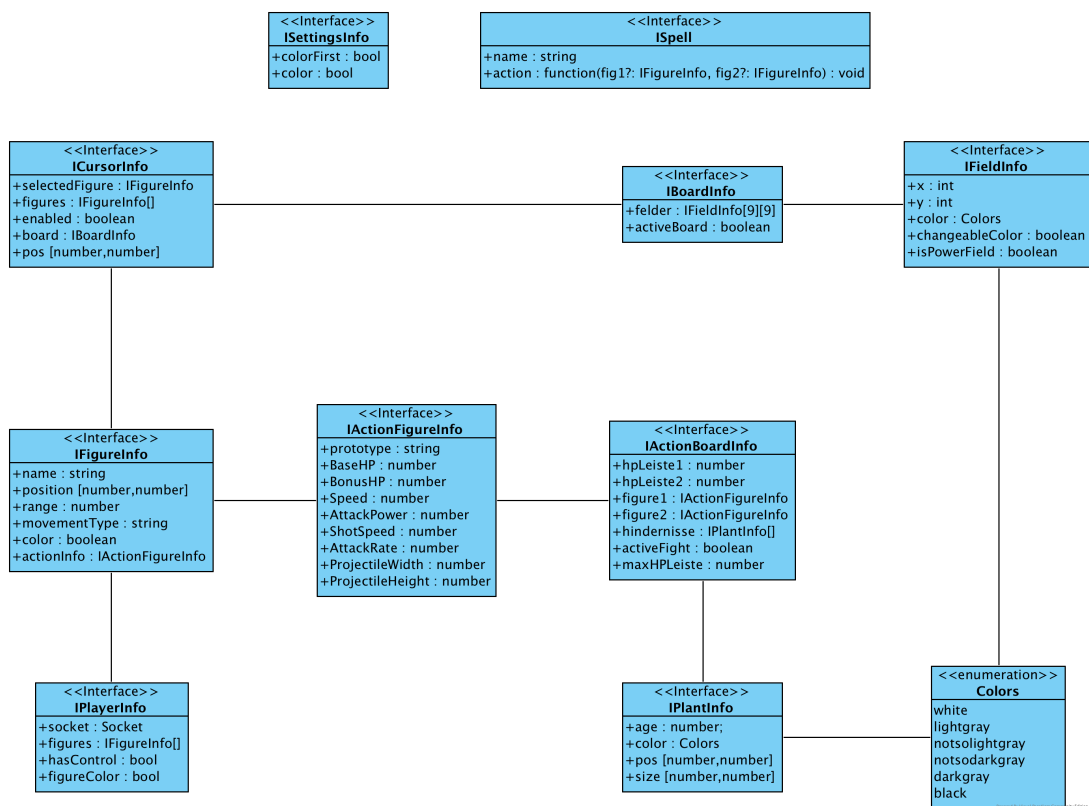 <<Interface>>
ISettingsInfo
+colorFirst : bool
+color : bool
<<Interface>>
ISpell
+name : string
+action : function(fig1?: IFigureInfo, fig2?: IFigureInfo) : void
<<Interface>>
ICursorInfo
+selectedFigure : IFigureInfo
+figures : IFigureInfo[]
+enabled : boolean
+board : IBoardInfo
+pos [number,number]
<<Interface>>
IBoardInfo
+felder : IFieldInfo[9][9]
+activeBoard : boolean
<<Interface>>
IFieldInfo
+x : int
+y : int
+color : Colors
+changeableColor : boolean
+isPowerField : boolean
<<Interface>>
IFigureInfo
+name : string
+position [number,number]
+range : number
+movementType : string
+color : boolean
+actionInfo : IActionFigureInfo
<<Interface>>
IActionFigureInfo
+prototype : string
+BaseHP : number
+BonusHP : number
+Speed : number
+AttackPower : number
+ShotSpeed : number
+AttackRate : number
+ProjectileWidth : number
+ProjectileHeight : number
<<Interface>>
IActionBoardInfo
+hpLeiste1 : number
+hpLeiste2 : number
+figure1 : IActionFigureInfo
+figure2 : IActionFigureInfo
+hindernisse : IPlantInfo[]
+activeFight : boolean
+maxHPLeiste : number
<<Interface>>
IPlayerInfo
+socket : Socket
+figures : IFigureInfo[]
+hasControl : bool
+figureColor : bool
<<Interface>>
IPlantInfo
+age : number;
+color : Colors
+pos [number,number]
+size [number,number]
<<enumeration>>
Colors
white
lightgray
notsolightgray
notsodarkgray
darkgray
black